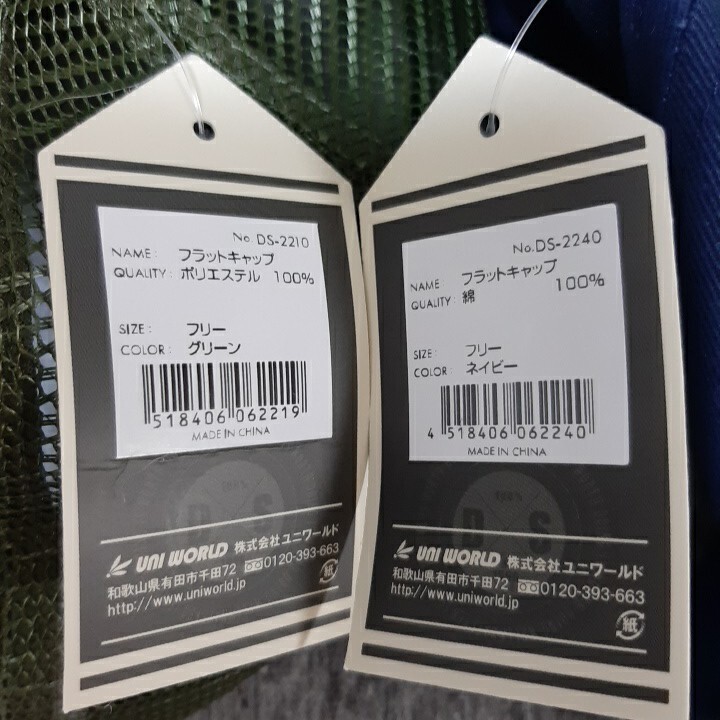 No. DS-2210
NAME: フラットキャップ
QUALITY: ポリエステル 100%
SIZE: フリー
COLOR: グリーン
518406 062219
MADE IN CHINA
UNI WORLD 株式会社ユニワールド
和歌山県有田市千田72 0120-393-663
http://www.uniworld.jp
紙
No. DS-2240
NAME フラットキャップ
QUALITY: 綿 100%
SIZE: フリー
COLOR: ネイビー
4 518406 062240
MADE IN CHINA
100%
D S
UNI WORLD 株式会社ユニワールド
和歌山県有田市千田72 0120-393-663
http://www.uniworld.jp
紙